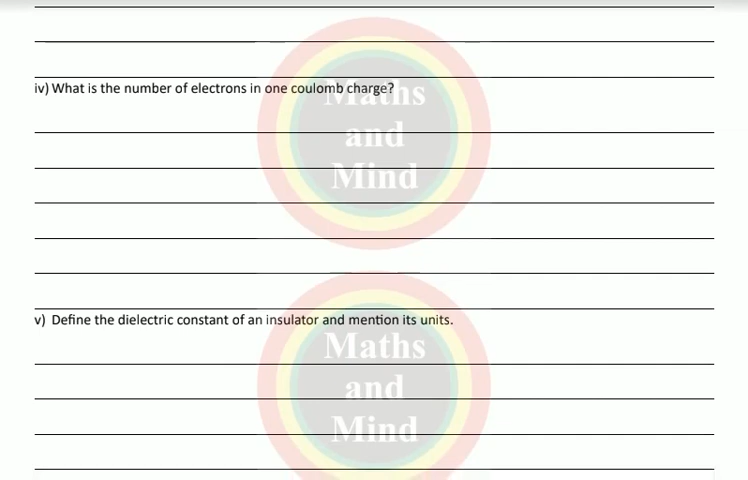 iv) What is the number of electrons in one coulomb charge?
Maths
and
Mind
v) Define the dielectric constant of an insulator and mention its units.
Maths
and
Mind